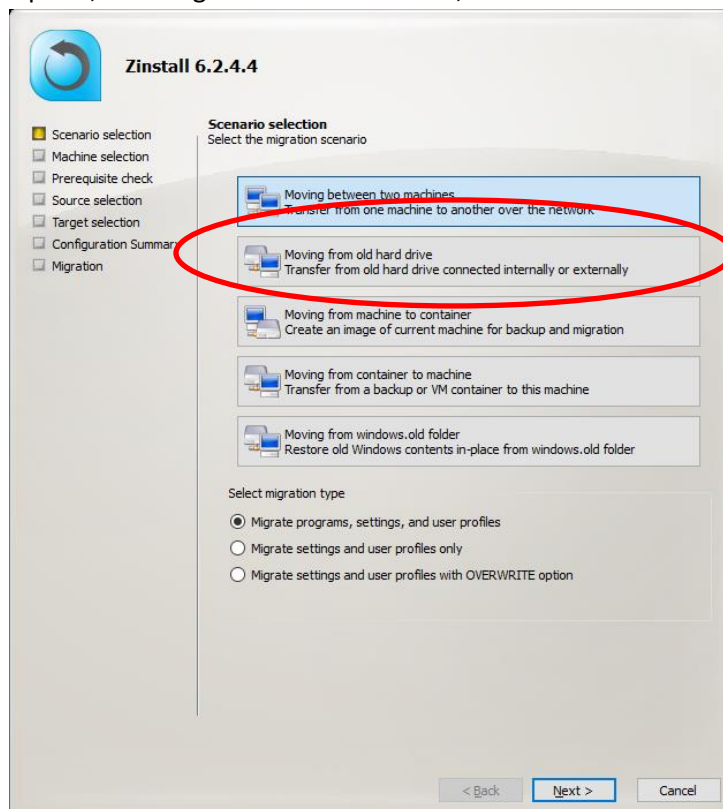 Zinstall 6.2.4.4
Scenario selection
Machine selection
Prerequisite check
Source selection
Target selection
Configuration Summary
Migration
Scenario selection
Select the migration scenario
Moving between two machines
Transfer from one machine to another over the network
Moving from old hard drive
Transfer from old hard drive connected internally or externally
Moving from machine to container
Create an image of current machine for backup and migration
Moving from container to machine
Transfer from a backup or VM container to this machine
Moving from windows.old folder
Restore old Windows contents in-place from windows.old folder
Select migration type
Migrate programs, settings, and user profiles
Migrate settings and user profiles only
Migrate settings and user profiles with OVERWRITE option
< Back Next > Cancel